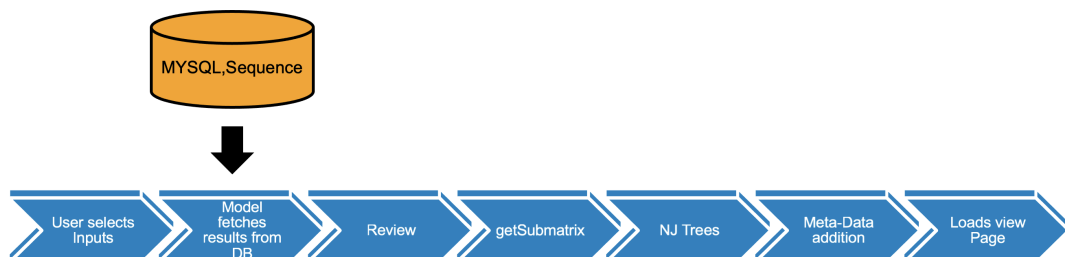 MYSQL,Sequence
User selects
Inputs
Model
fetches
results from
DB
Review
getSubmatrix
NJ Trees
Meta-Data
addition
Loads view
Page